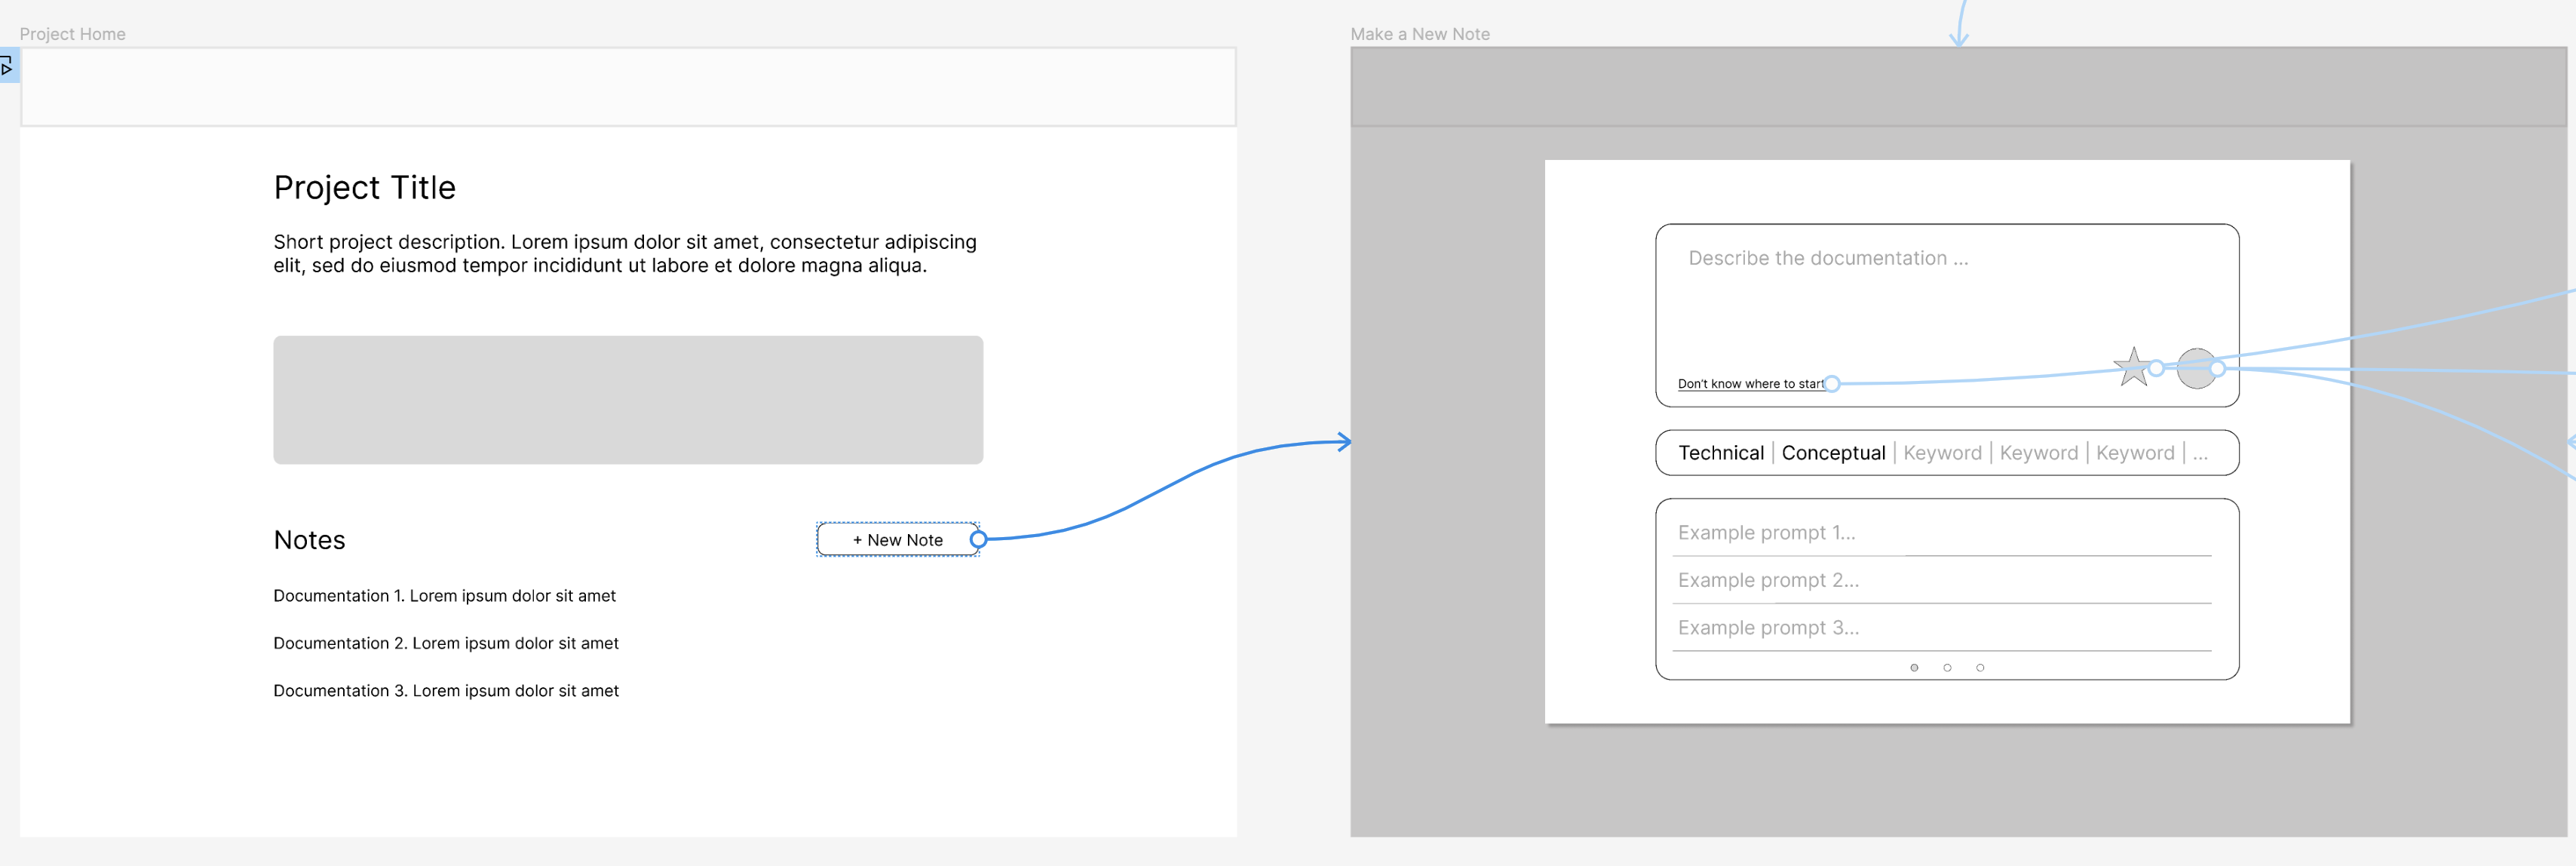 Project Home
Project Title
Short project description. Lorem ipsum dolor sit amet, consectetur adipiscing
elit, sed do eiusmod tempor incididunt ut labore et dolore magna aliqua.
Notes
+ New Note
Documentation 1. Lorem ipsum dolor sit amet
Documentation 2. Lorem ipsum dolor sit amet
Documentation 3. Lorem ipsum dolor sit amet
Make a New Note
Describe the documentation ...
Don't know where to start
Technical | Conceptual | Keyword | Keyword | Keyword | ...
Example prompt 1...
Example prompt 2...
Example prompt 3...